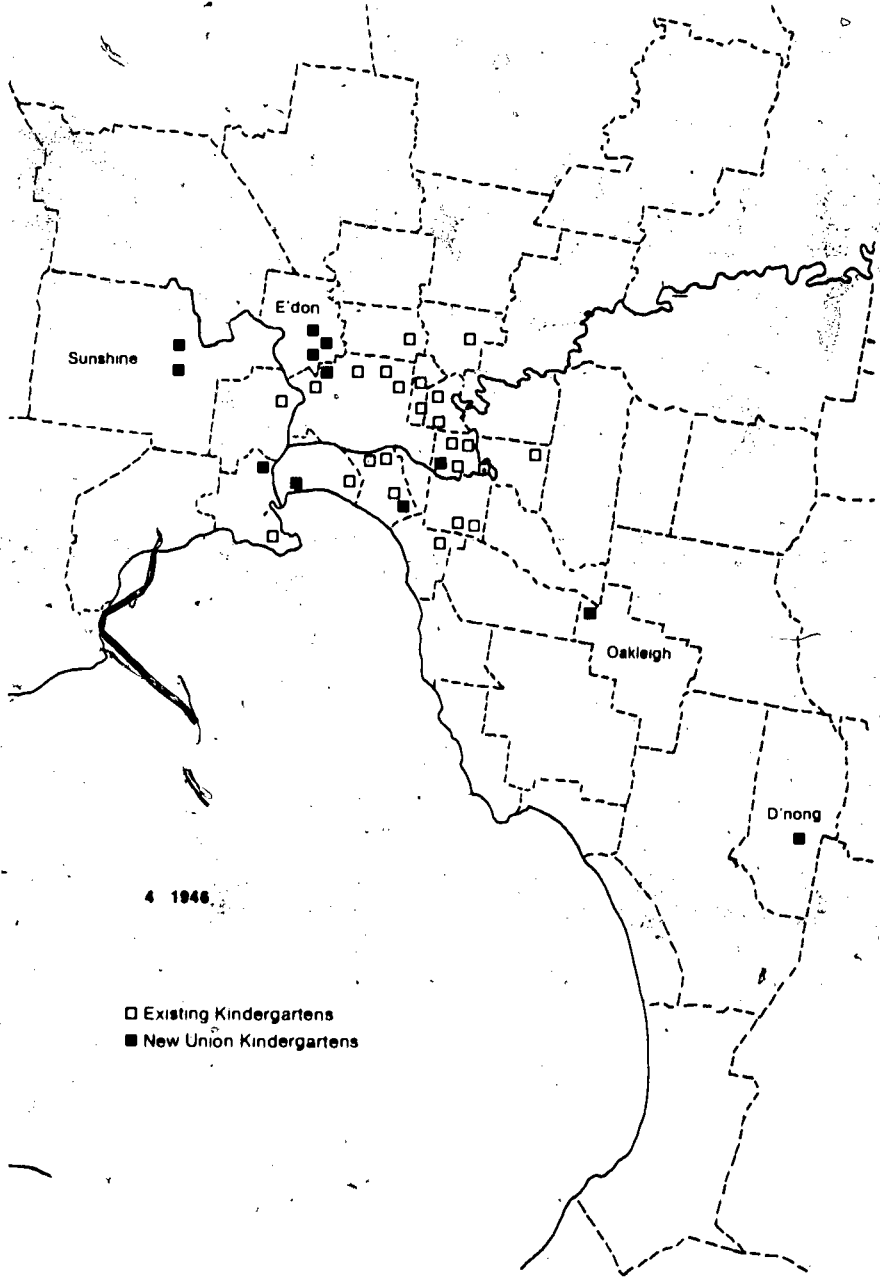 E'don
Sunshine
Oakleigh
D'nong
4 1946
Existing Kindergartens
New Union Kindergartens